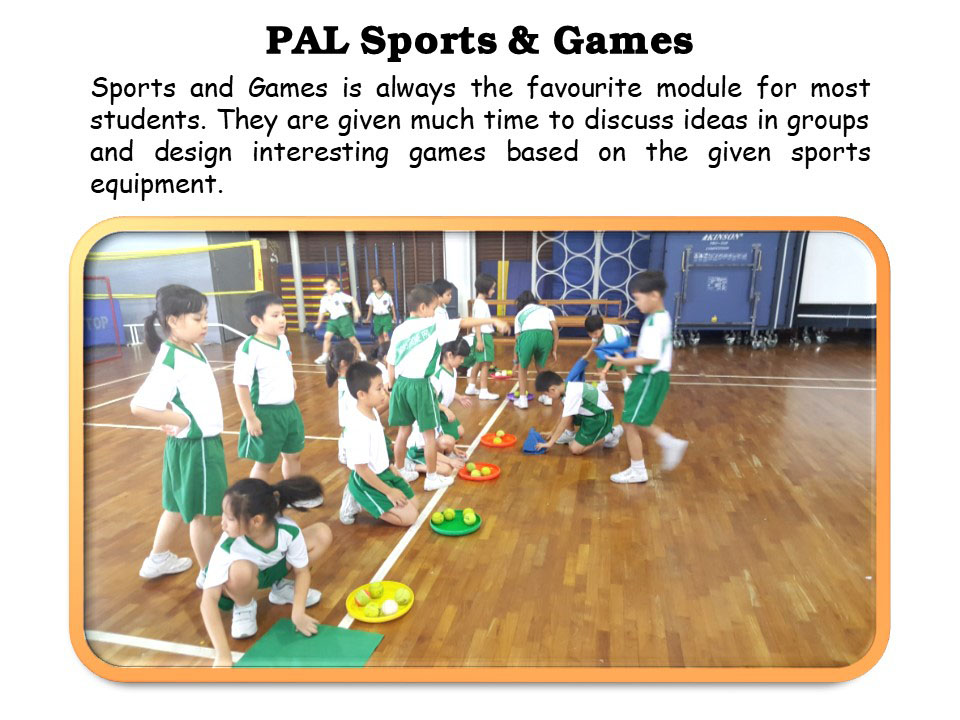 PAL Sports & Games
Sports and Games is always the favourite module for most
students. They are given much time to discuss ideas in groups
and design interesting games based on the given sports
equipment.
TOP